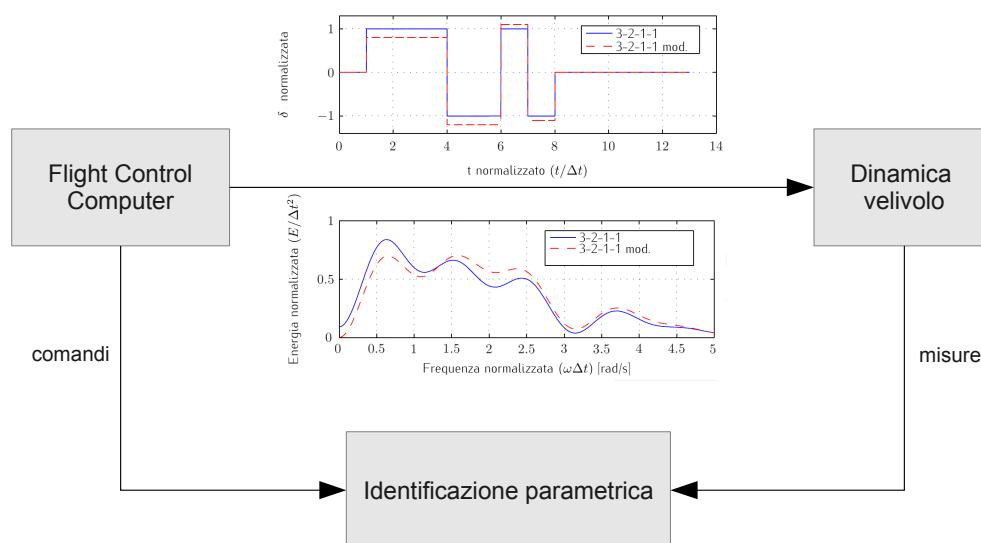 3-2-1-1
3-2-1-1 mod.
δ normalizzata
1
0
−1
0 2 4 6 8 10 12 14
t normalizzato (t/Δt)
Flight Control
Computer
Dinamica
velivolo
3-2-1-1
3-2-1-1 mod.
Energia normalizzata (E/Δt²)
1
0.5
0
0 0.5 1 1.5 2 2.5 3 3.5 4 4.5 5
Frequenza normalizzata (ωΔt) [rad/s]
comandi
misure
Identificazione parametrica